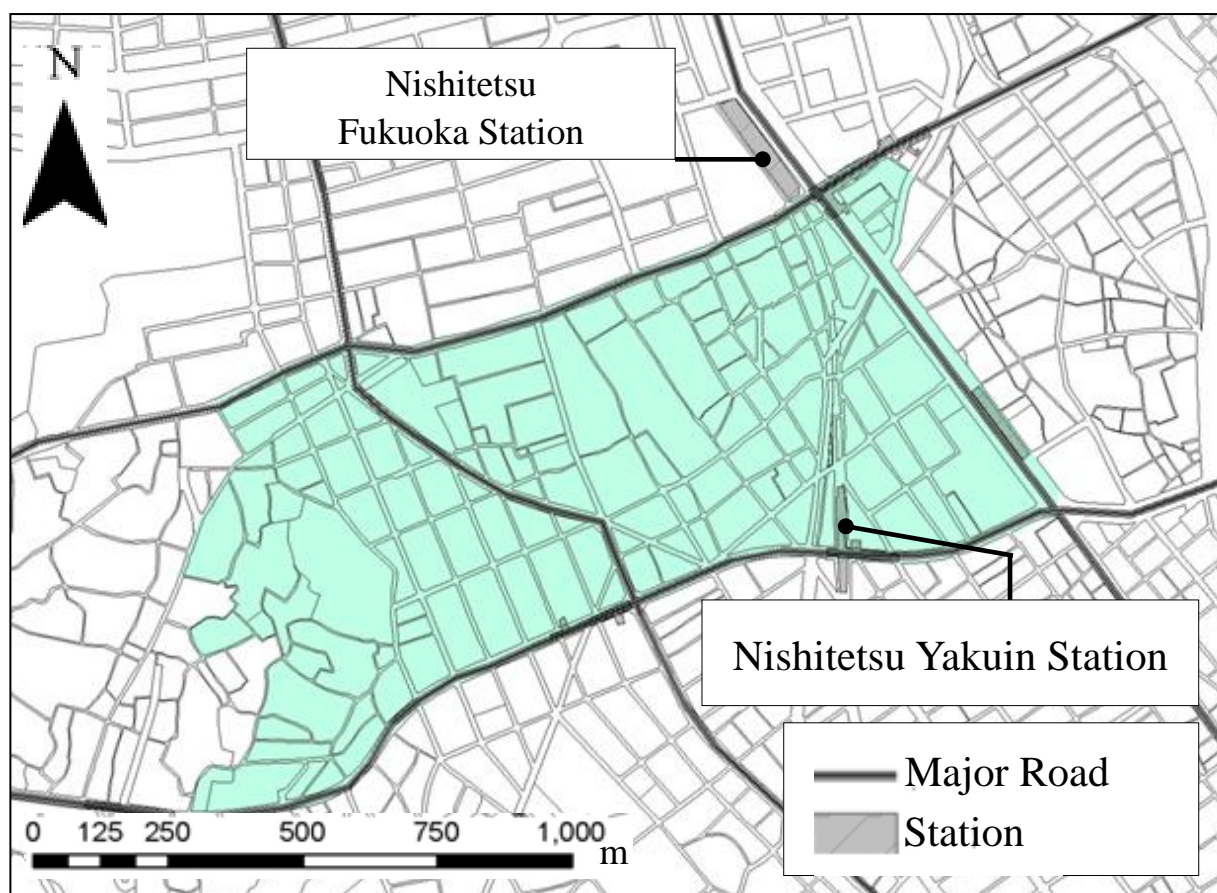 N
Nishitetsu
Fukuoka Station
Nishitetsu Yakuin Station
Major Road
Station
0 125 250 500 750 1,000
m